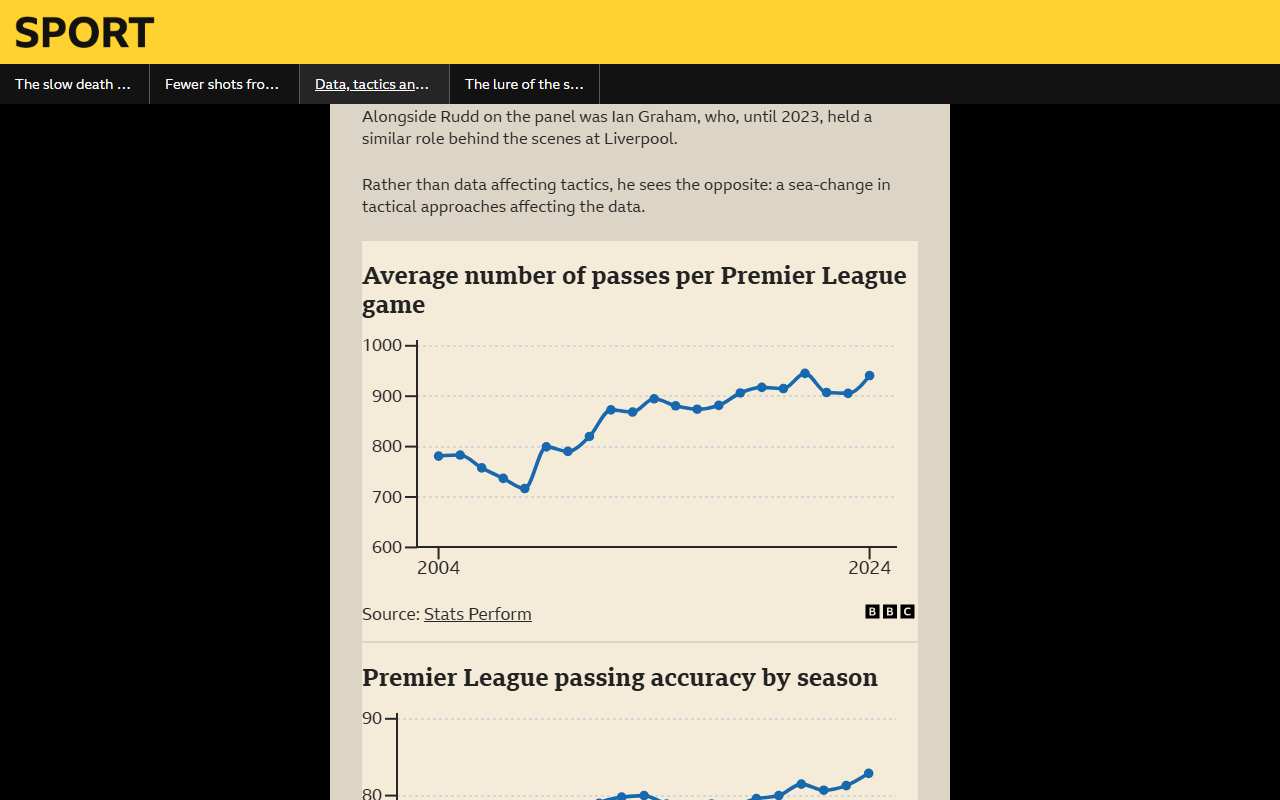 SPORT
The slow death ...
Fewer shots fro...
Data, tactics an...
The lure of the s...
Alongside Rudd on the panel was Ian Graham, who, until 2023, held a
similar role behind the scenes at Liverpool.
Rather than data affecting tactics, he sees the opposite: a sea-change in
tactical approaches affecting the data.
Average number of passes per Premier League
game
1000
900
800
700
600
2004
2024
Source: Stats Perform
BBC
Premier League passing accuracy by season
90
80